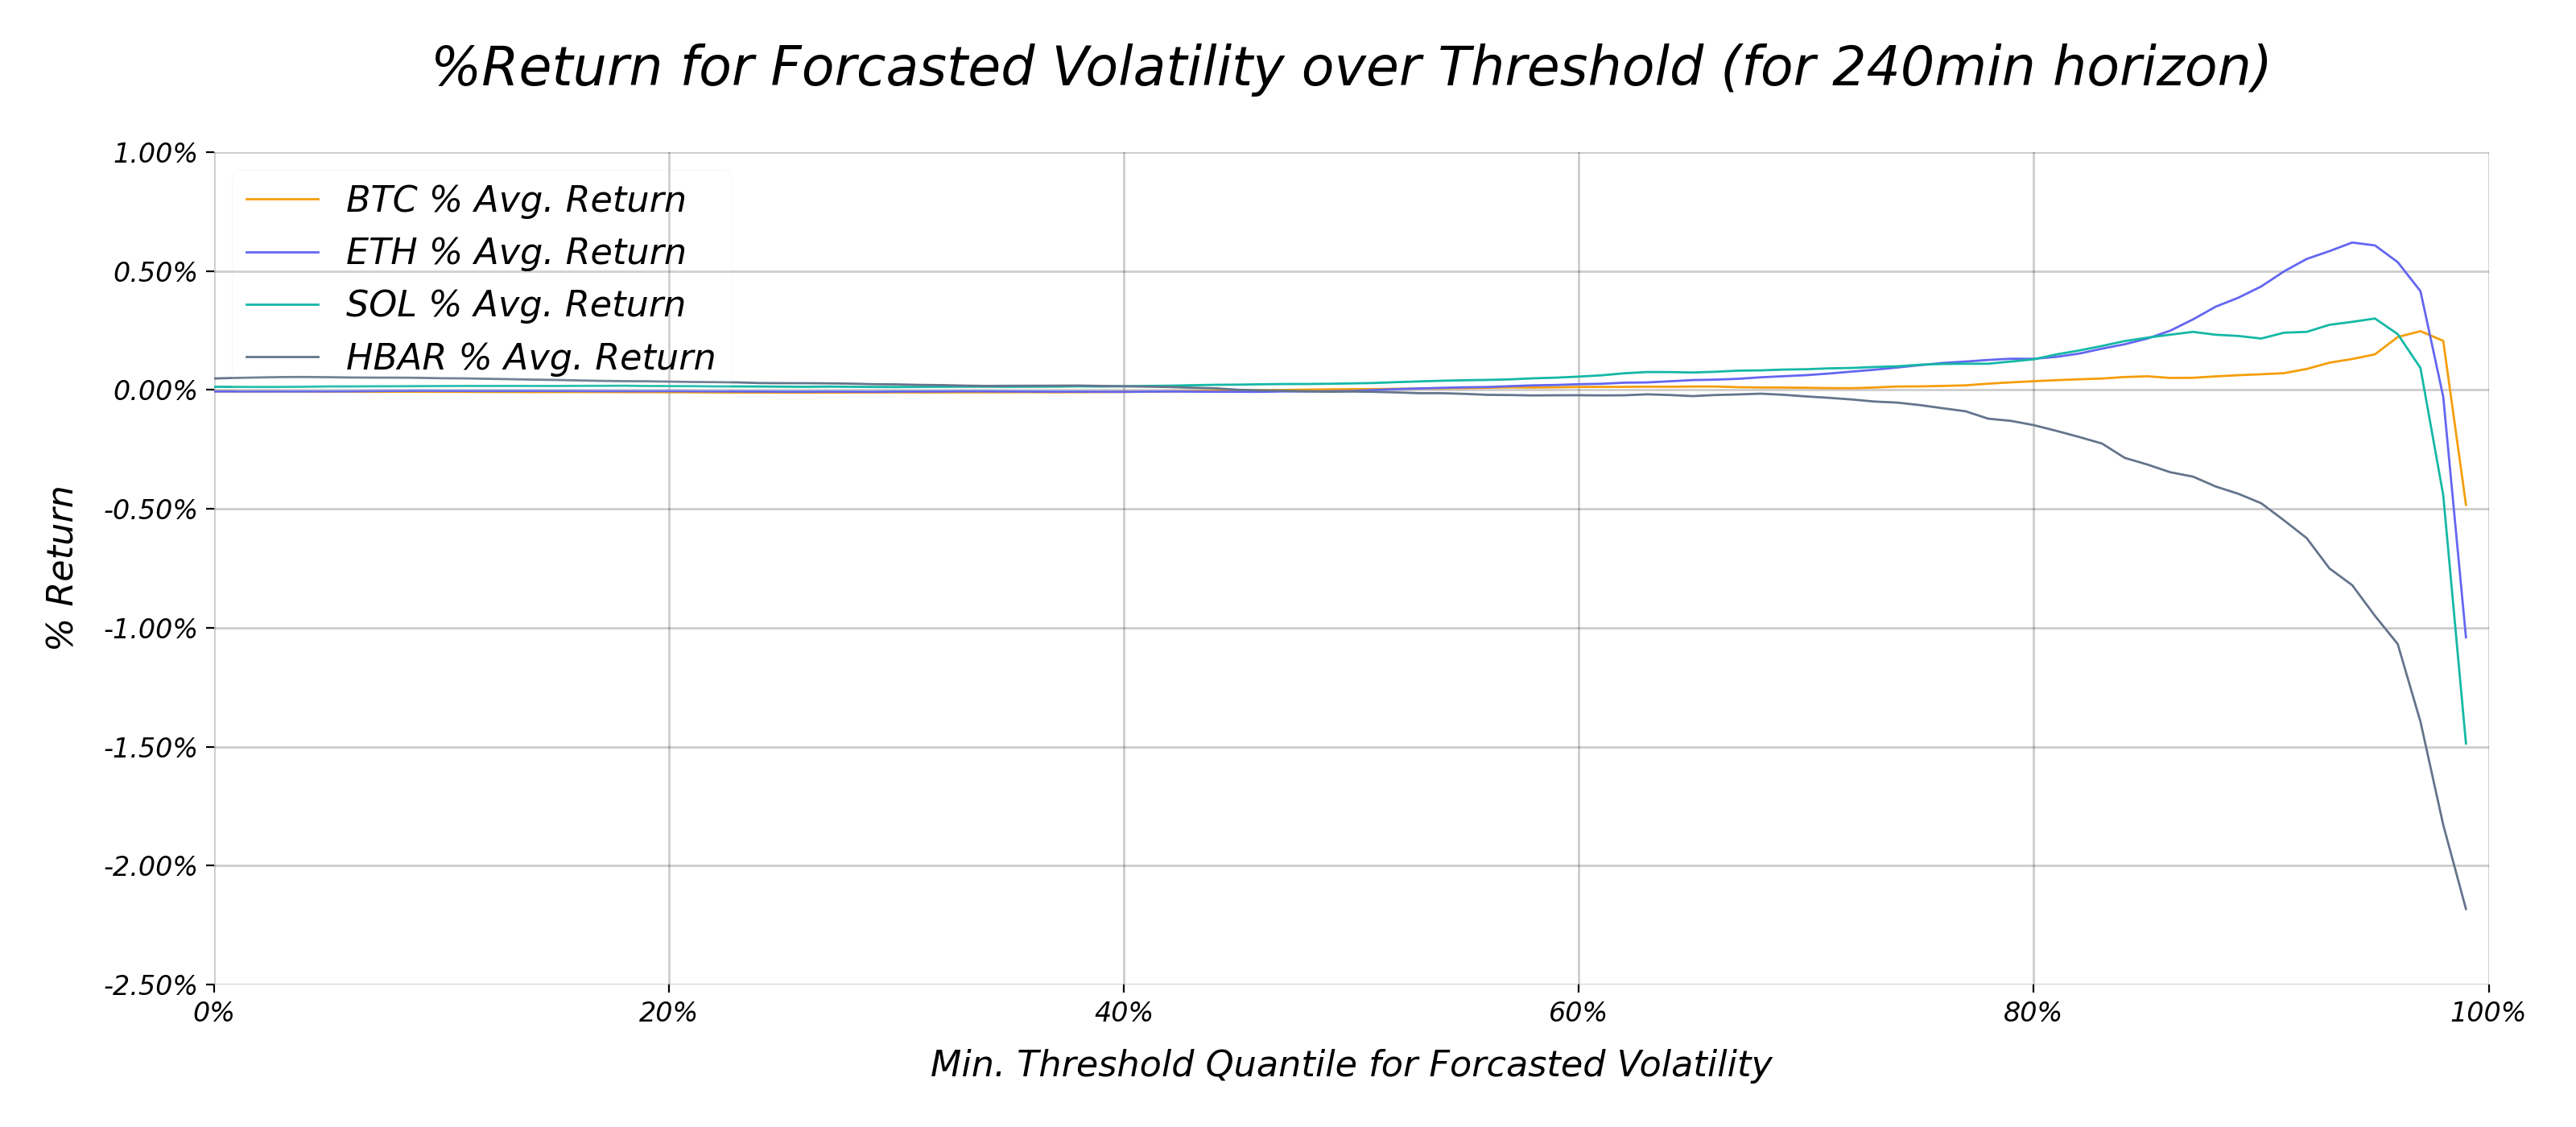 %Return for Forcasted Volatility over Threshold (for 240min horizon)
1.00%
0.50%
0.00%
-0.50%
-1.00%
-1.50%
-2.00%
-2.50%
% Return
BTC % Avg. Return
ETH % Avg. Return
SOL % Avg. Return
HBAR % Avg. Return
0%
20%
40%
60%
80%
100%
Min. Threshold Quantile for Forcasted Volatility